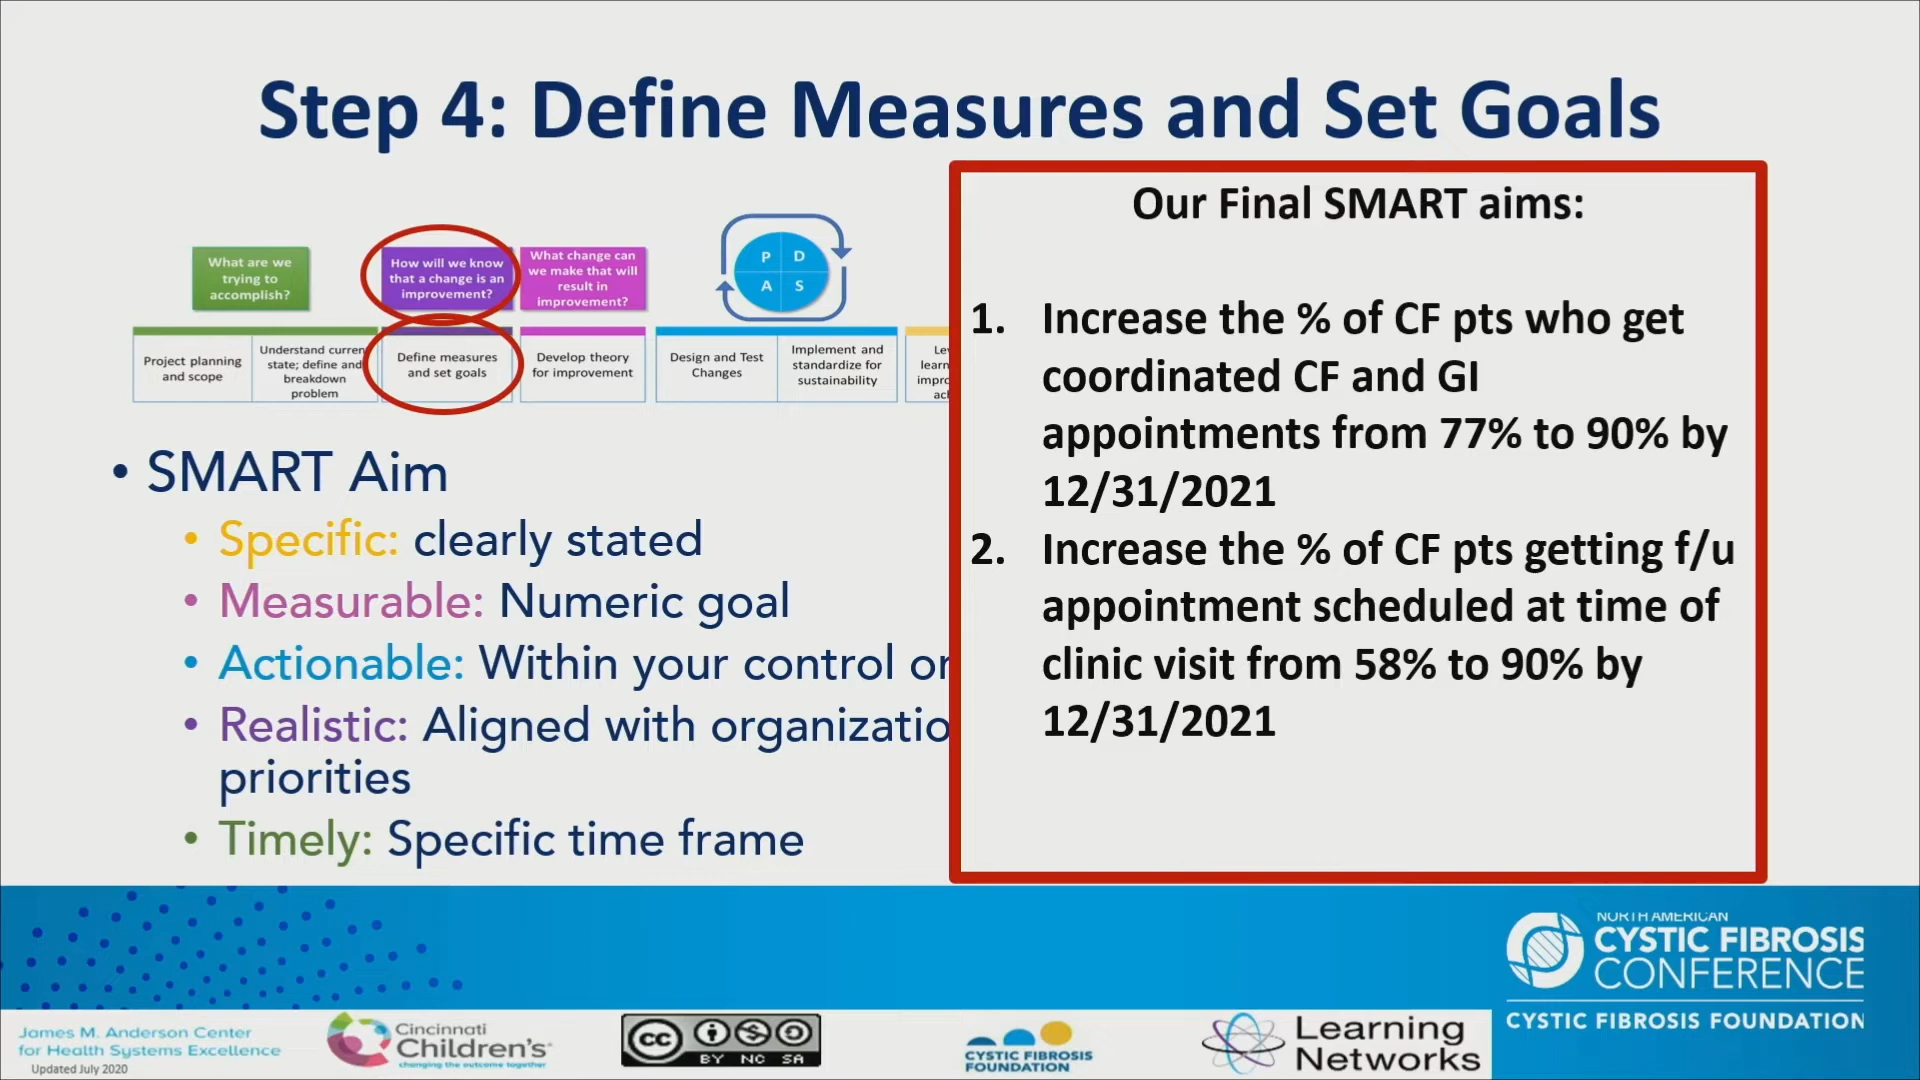 Step 4: Define Measures and Set Goals
What are we
trying to
accomplish?
How will we know
that a change is an
improvement?
What change can
we make that will
result in
improvement?
P D
A S
Project planning
and scope
Understand
state; define and
breakdown
problem
Define measures
and set goals
Develop theory
for improvement
Design and Test
Changes
Implement and
standardize for
sustainability
• SMART Aim
• Specific: clearly stated
• Measurable: Numeric goal
• Actionable: Within your control or
• Realistic: Aligned with
priorities
• Timely: Specific time frame
Our Final SMART aims:
1. Increase the % of CF pts who get
coordinated CF and GI
appointments from 77% to 90% by
12/31/2021
2. Increase the % of CF pts getting f/u
appointment scheduled at time of
clinic visit from 58% to 90% by
12/31/2021
NORTH AMERICAN
CYSTIC FIBROSIS
CONFERENCE
CYSTIC FIBROSIS FOUNDATION
James M. Anderson Center
for Health Systems Excellence
Updated July 2020
Cincinnati
Children's
changing the outcome together
CC
BY NC SA
CYSTIC FIBROSIS
FOUNDATION
Learning
Networks